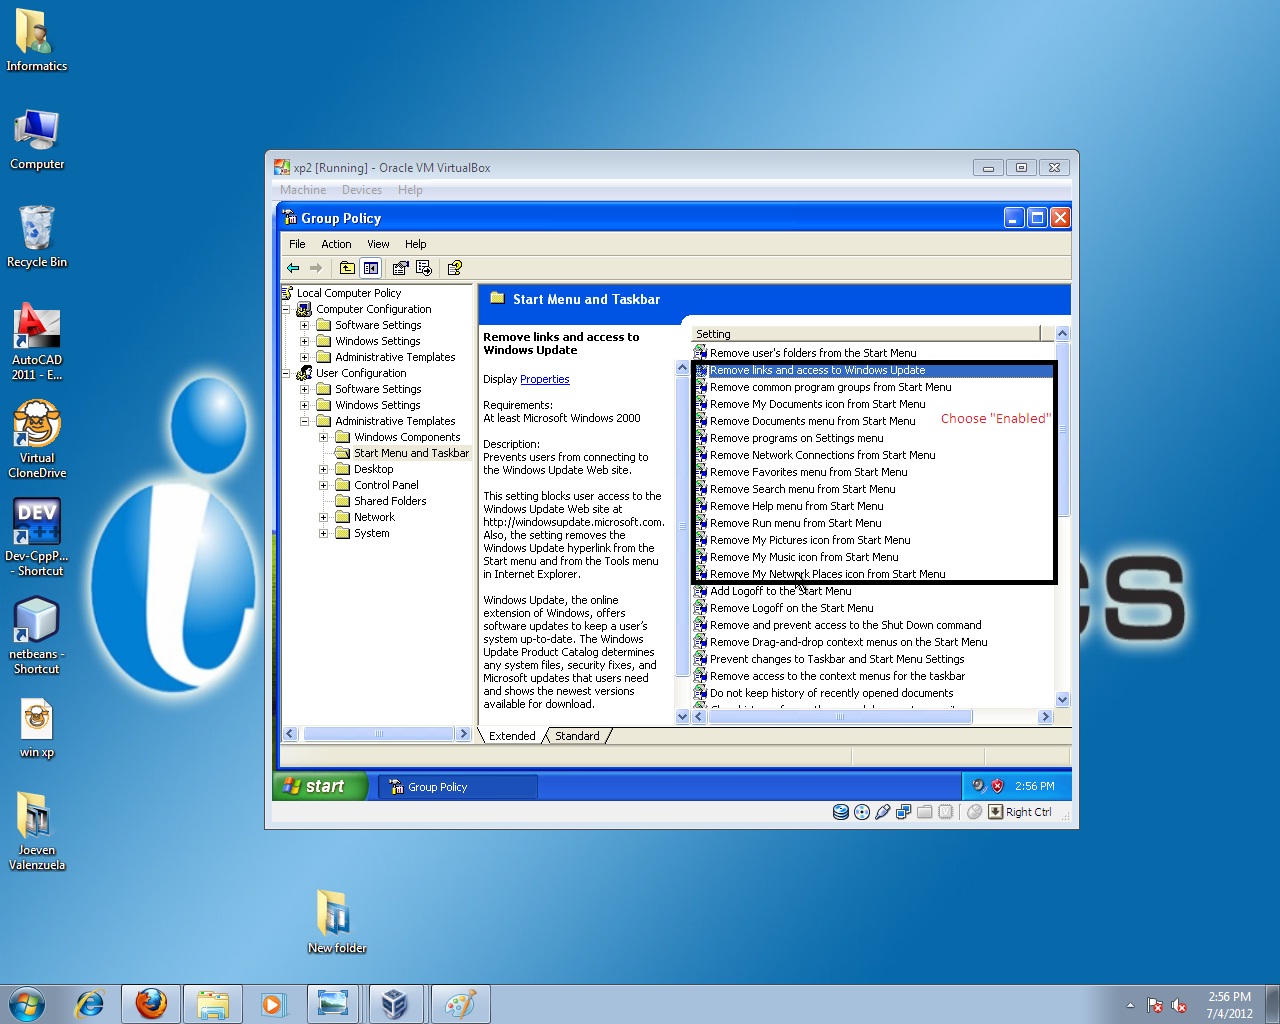 Informatics
Computer
Recycle Bin
AutoCAD
2011 - E...
Virtual
CloneDrive
DEV
Dev-CppP...
- Shortcut
netbeans -
Shortcut
win xp
Joeven
Valenzuela
New folder
cs
xp2 [Running] - Oracle VM VirtualBox
Machine Devices Help
Group Policy
File Action View Help
Local Computer Policy
Computer Configuration
Software Settings
Windows Settings
Administrative Templates
User Configuration
Software Settings
Windows Settings
Administrative Templates
Windows Components
Start Menu and Taskbar
Desktop
Control Panel
Shared Folders
Network
System
Start Menu and Taskbar
Remove links and access to
Windows Update
Display Properties
Requirements:
At least Microsoft Windows 2000
Description:
Prevents users from connecting to
the Windows Update Web site.
This setting blocks user access to the
Windows Update Web site at
http://windowsupdate.microsoft.com.
Also, the setting removes the
Windows Update hyperlink from the
Start menu and from the Tools menu
in Internet Explorer.
Windows Update, the online
extension of Windows, offers
software updates to keep a user's
system up-to-date. The Windows
Update Product Catalog determines
any system files, security fixes, and
Microsoft updates that users need
and shows the newest versions
available for download.
Setting
Remove user's folders from the Start Menu
Remove links and access to Windows Update
Remove common program groups from Start Menu
Remove My Documents icon from Start Menu
Remove Documents menu from Start Menu
Choose "Enabled"
Remove programs on Settings menu
Remove Network Connections from Start Menu
Remove Favorites menu from Start Menu
Remove Search menu from Start Menu
Remove Help menu from Start Menu
Remove Run menu from Start Menu
Remove My Pictures icon from Start Menu
Remove My Music icon from Start Menu
Remove My Network Places icon from Start Menu
Add Logoff to the Start Menu
Remove Logoff on the Start Menu
Remove and prevent access to the Shut Down command
Remove Drag-and-drop context menus on the Start Menu
Prevent changes to Taskbar and Start Menu Settings
Remove access to the context menus for the taskbar
Do not keep history of recently opened documents
Extended Standard
start Group Policy 2:56 PM
Right Ctrl
2:56 PM
7/4/2012